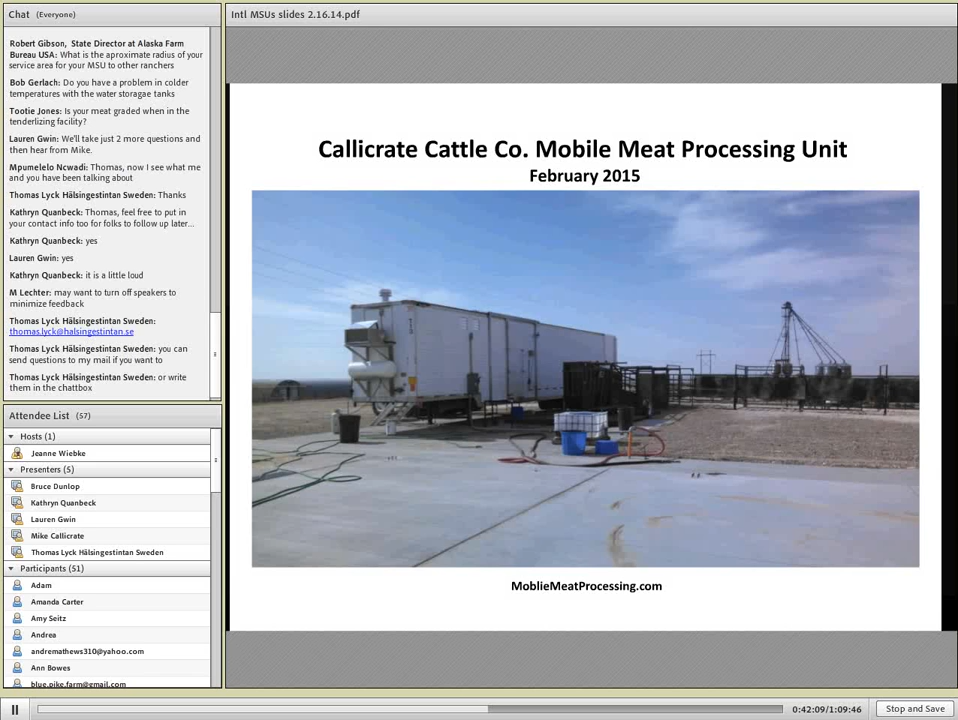 Chat (Everyone)
Robert Gibson, State Director at Alaska Farm
Bureau USA: What is the aproximate radius of your
service area for your MSU to other ranchers
Bob Gerlach: Do you have a problem in colder
temperatures with the water storagae tanks
Tootie Jones: Is your meat graded when in the
tenderlizing facility?
Lauren Gwin: We'll take just 2 more questions and
then hear from Mike.
Mpumelelo Ncwadi: Thomas, now I see what me
and you have been talking about
Thomas Lyck Hälsingestintan Sweden: Thanks
Kathryn Quanbeck: Thomas, feel free to put in
your contact info too for folks to follow up later...
Kathryn Quanbeck: yes
Lauren Gwin: yes
Kathryn Quanbeck: it is a little loud
M Lechter: may want to turn off speakers to
minimize feedback
Thomas Lyck Hälsingestintan Sweden:
thomas.lyck@halsingestintan.se
Thomas Lyck Hälsingestintan Sweden: you can
send questions to my mail if you want to
Thomas Lyck Hälsingestintan Sweden: or write
them in the chattbox
Attendee List (57)
Hosts (1)
Jeanne Wiebke
Presenters (5)
Bruce Dunlop
Kathryn Quanbeck
Lauren Gwin
Mike Callicrate
Thomas Lyck Hälsingestintan Sweden
Participants (51)
Adam
Amanda Carter
Amy Seitz
Andrea
andremathews310@yahoo.com
Ann Bowes
blue.pike.farm@gmail.com
Intl MSUs slides 2.16.14.pdf
Callicrate Cattle Co. Mobile Meat Processing Unit
February 2015
MoblieMeatProcessing.com
0:42:09/1:09:46
Stop and Save